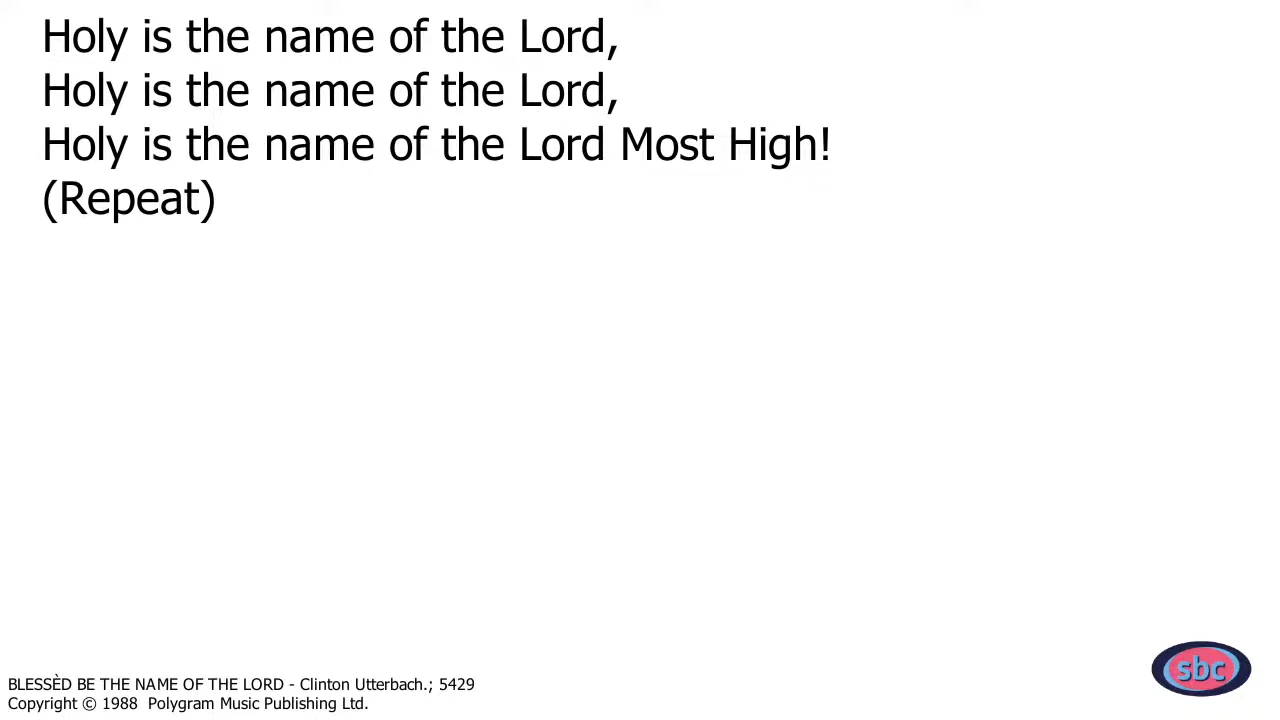 Holy is the name of the Lord,
Holy is the name of the Lord,
Holy is the name of the Lord Most High!
(Repeat)
sbc
BLESSÈD BE THE NAME OF THE LORD - Clinton Utterbach.; 5429
Copyright © 1988  Polygram Music Publishing Ltd.